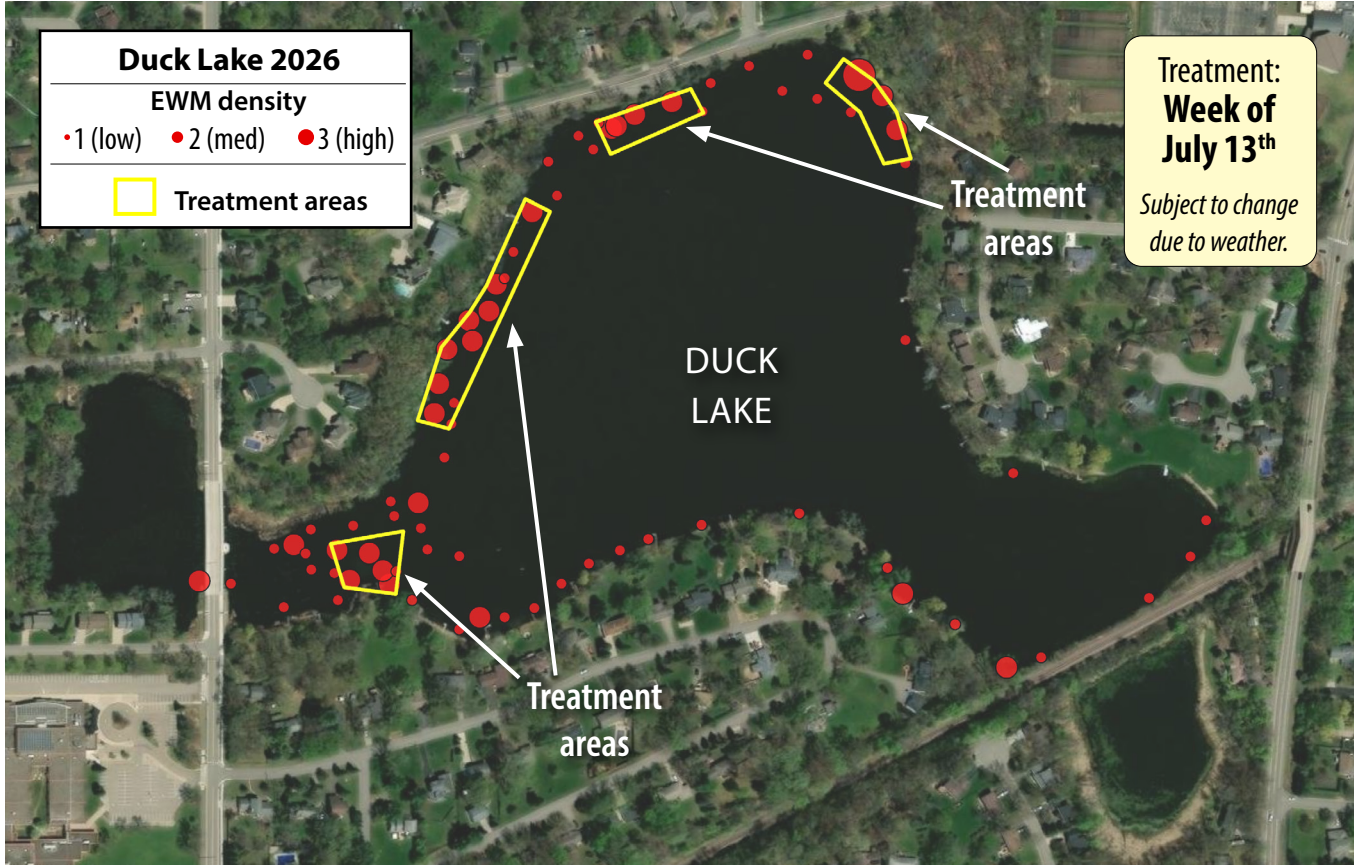 Duck Lake 2026
EWM density
1 (low) 2 (med) 3 (high)
Treatment areas
Treatment:
Week of
July 13th
Subject to change
due to weather.
Treatment
areas
DUCK
LAKE
Treatment
areas